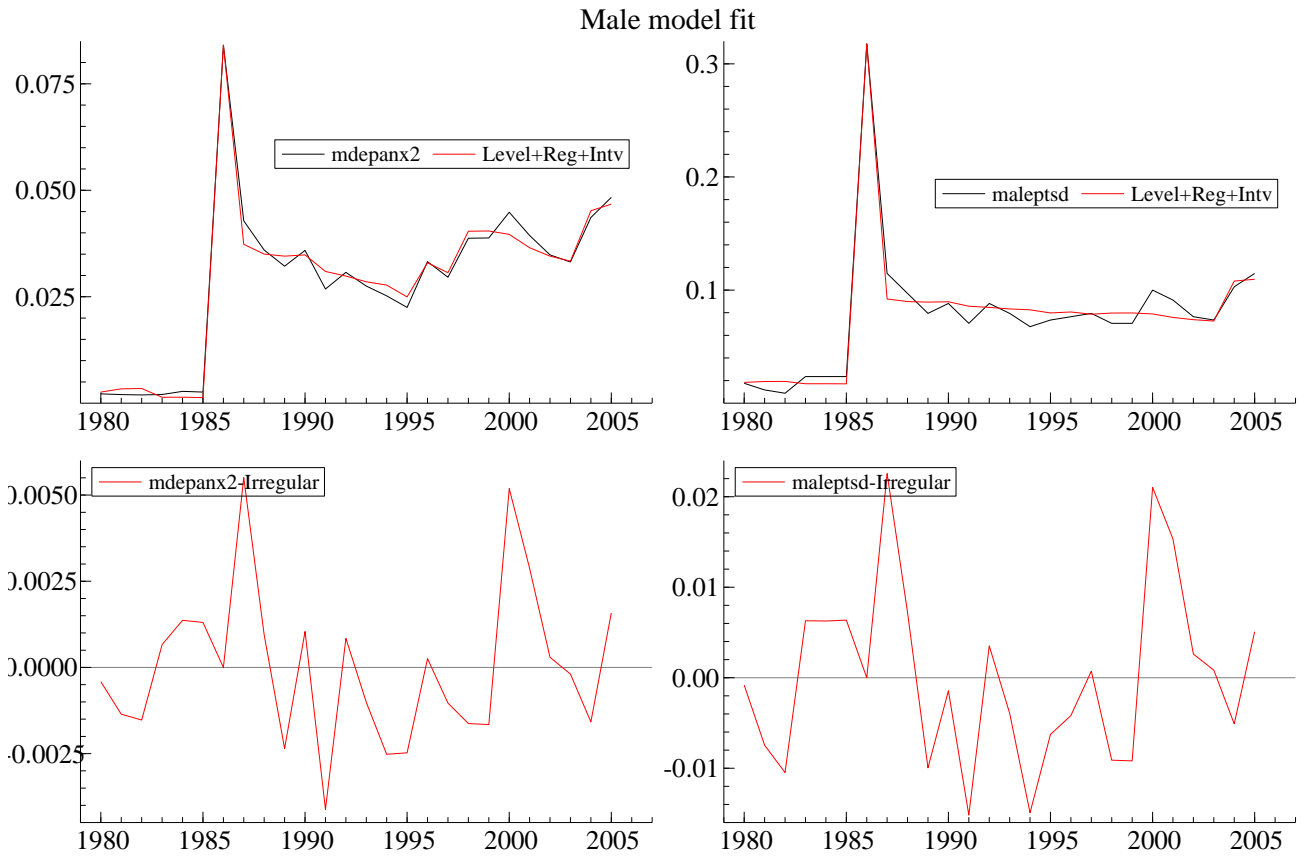 Male model fit
0.075
0.050
0.025
mdepanx2 Level+Reg+Intv
1980 1985 1990 1995 2000 2005
0.3
0.2
0.1
maleptsd Level+Reg+Intv
1980 1985 1990 1995 2000 2005
mdepanx2-Irregular
0.0050
0.0025
0.0000
-0.0025
1980 1985 1990 1995 2000 2005
maleptsd-Irregular
0.02
0.01
0.00
-0.01
1980 1985 1990 1995 2000 2005